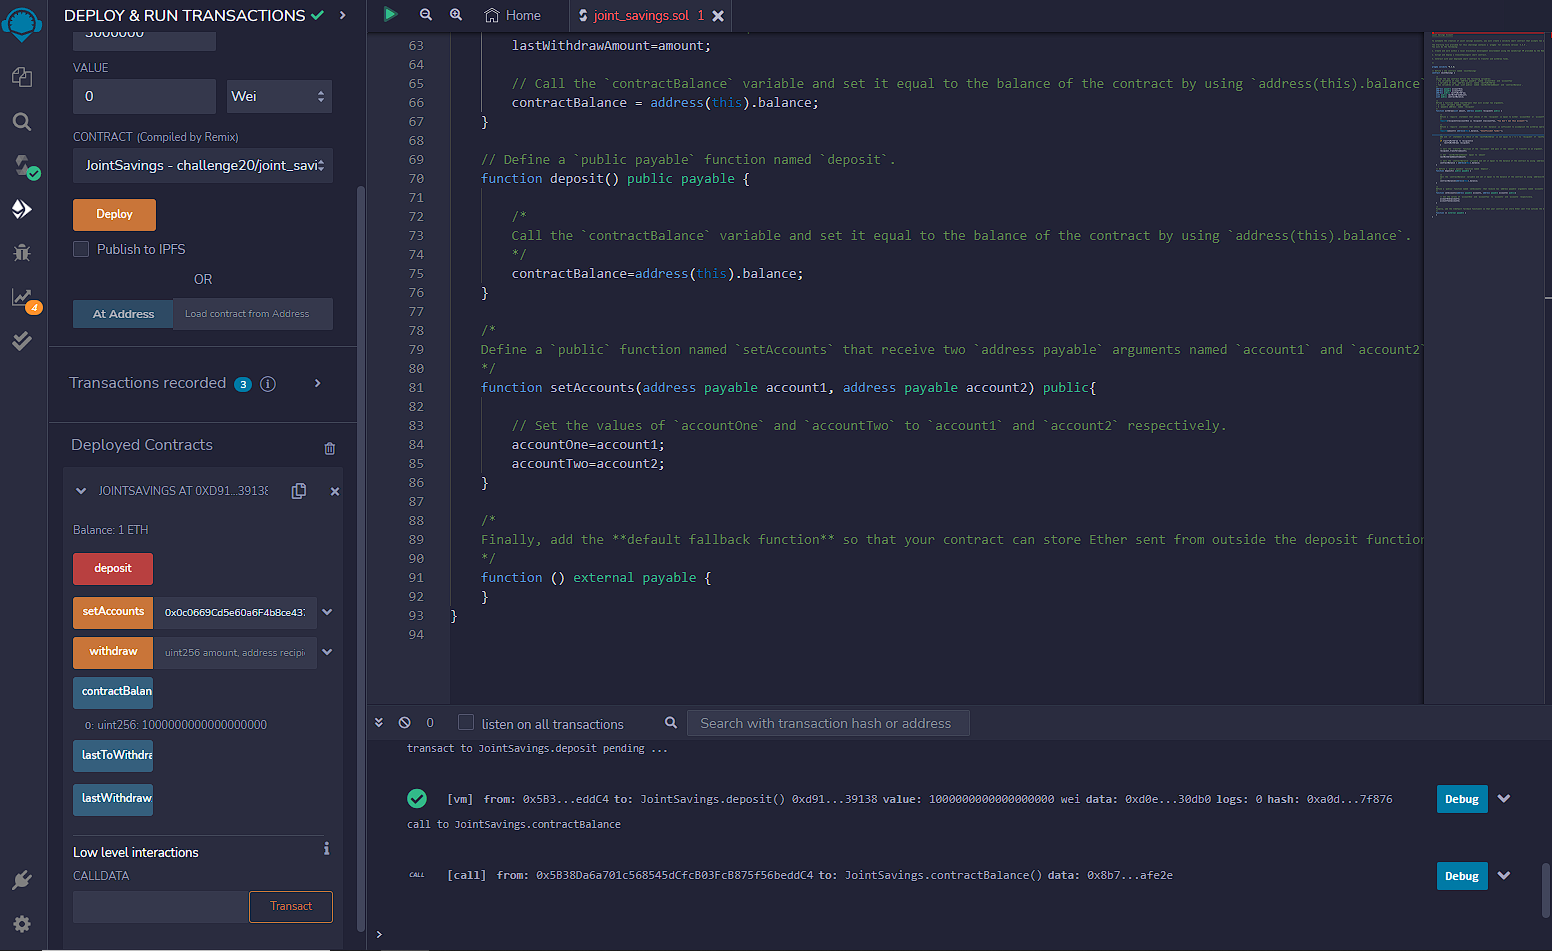 DEPLOY & RUN TRANSACTIONS
3000000
VALUE
0
Wei
CONTRACT (Compiled by Remix)
JointSavings - challenge20/joint_savi
Deploy
Publish to IPFS
OR
At Address
Load contract from Address
4
Transactions recorded 3 i
Deployed Contracts
JOINTSAVINGS AT 0XD91...39138
Balance: 1 ETH
deposit
setAccounts
0x0c0669Cd5e60a6F4b8ce437
withdraw
uint256 amount, address recipi
contractBalan
0: uint256: 1000000000000000000
lastToWithdra
lastWithdraw
Low level interactions
i
CALLDATA
Transact
Home
joint_savings.sol 1
63 lastWithdrawAmount=amount;
64
65 // Call the `contractBalance` variable and set it equal to the balance of the contract by using `address(this).balance`
66 contractBalance = address(this).balance;
67 }
68
69 // Define a `public payable` function named `deposit`.
70 function deposit() public payable {
71
72 /*
73 Call the `contractBalance` variable and set it equal to the balance of the contract by using `address(this).balance`.
74 */
75 contractBalance=address(this).balance;
76 }
77
78 /*
79 Define a `public` function named `setAccounts` that receive two `address payable` arguments named `account1` and `account2`
80 */
81 function setAccounts(address payable account1, address payable account2) public{
82
83 // Set the values of `accountOne` and `accountTwo` to `account1` and `account2` respectively.
84 accountOne=account1;
85 accountTwo=account2;
86 }
87
88 /*
89 Finally, add the **default fallback function** so that your contract can store Ether sent from outside the deposit function
90 */
91 function () external payable {
92 }
93 }
94
0
listen on all transactions
Search with transaction hash or address
transact to JointSavings.deposit pending ...
[vm] from: 0x5B3...eddC4 to: JointSavings.deposit() 0xd91...39138 value: 1000000000000000000 wei data: 0xd0e...30db0 logs: 0 hash: 0xa0d...7f876
Debug
call to JointSavings.contractBalance
CALL [call] from: 0x5B38Da6a701c568545dCfcB03FcB875f56beddC4 to: JointSavings.contractBalance() data: 0x8b7...afe2e
Debug
>